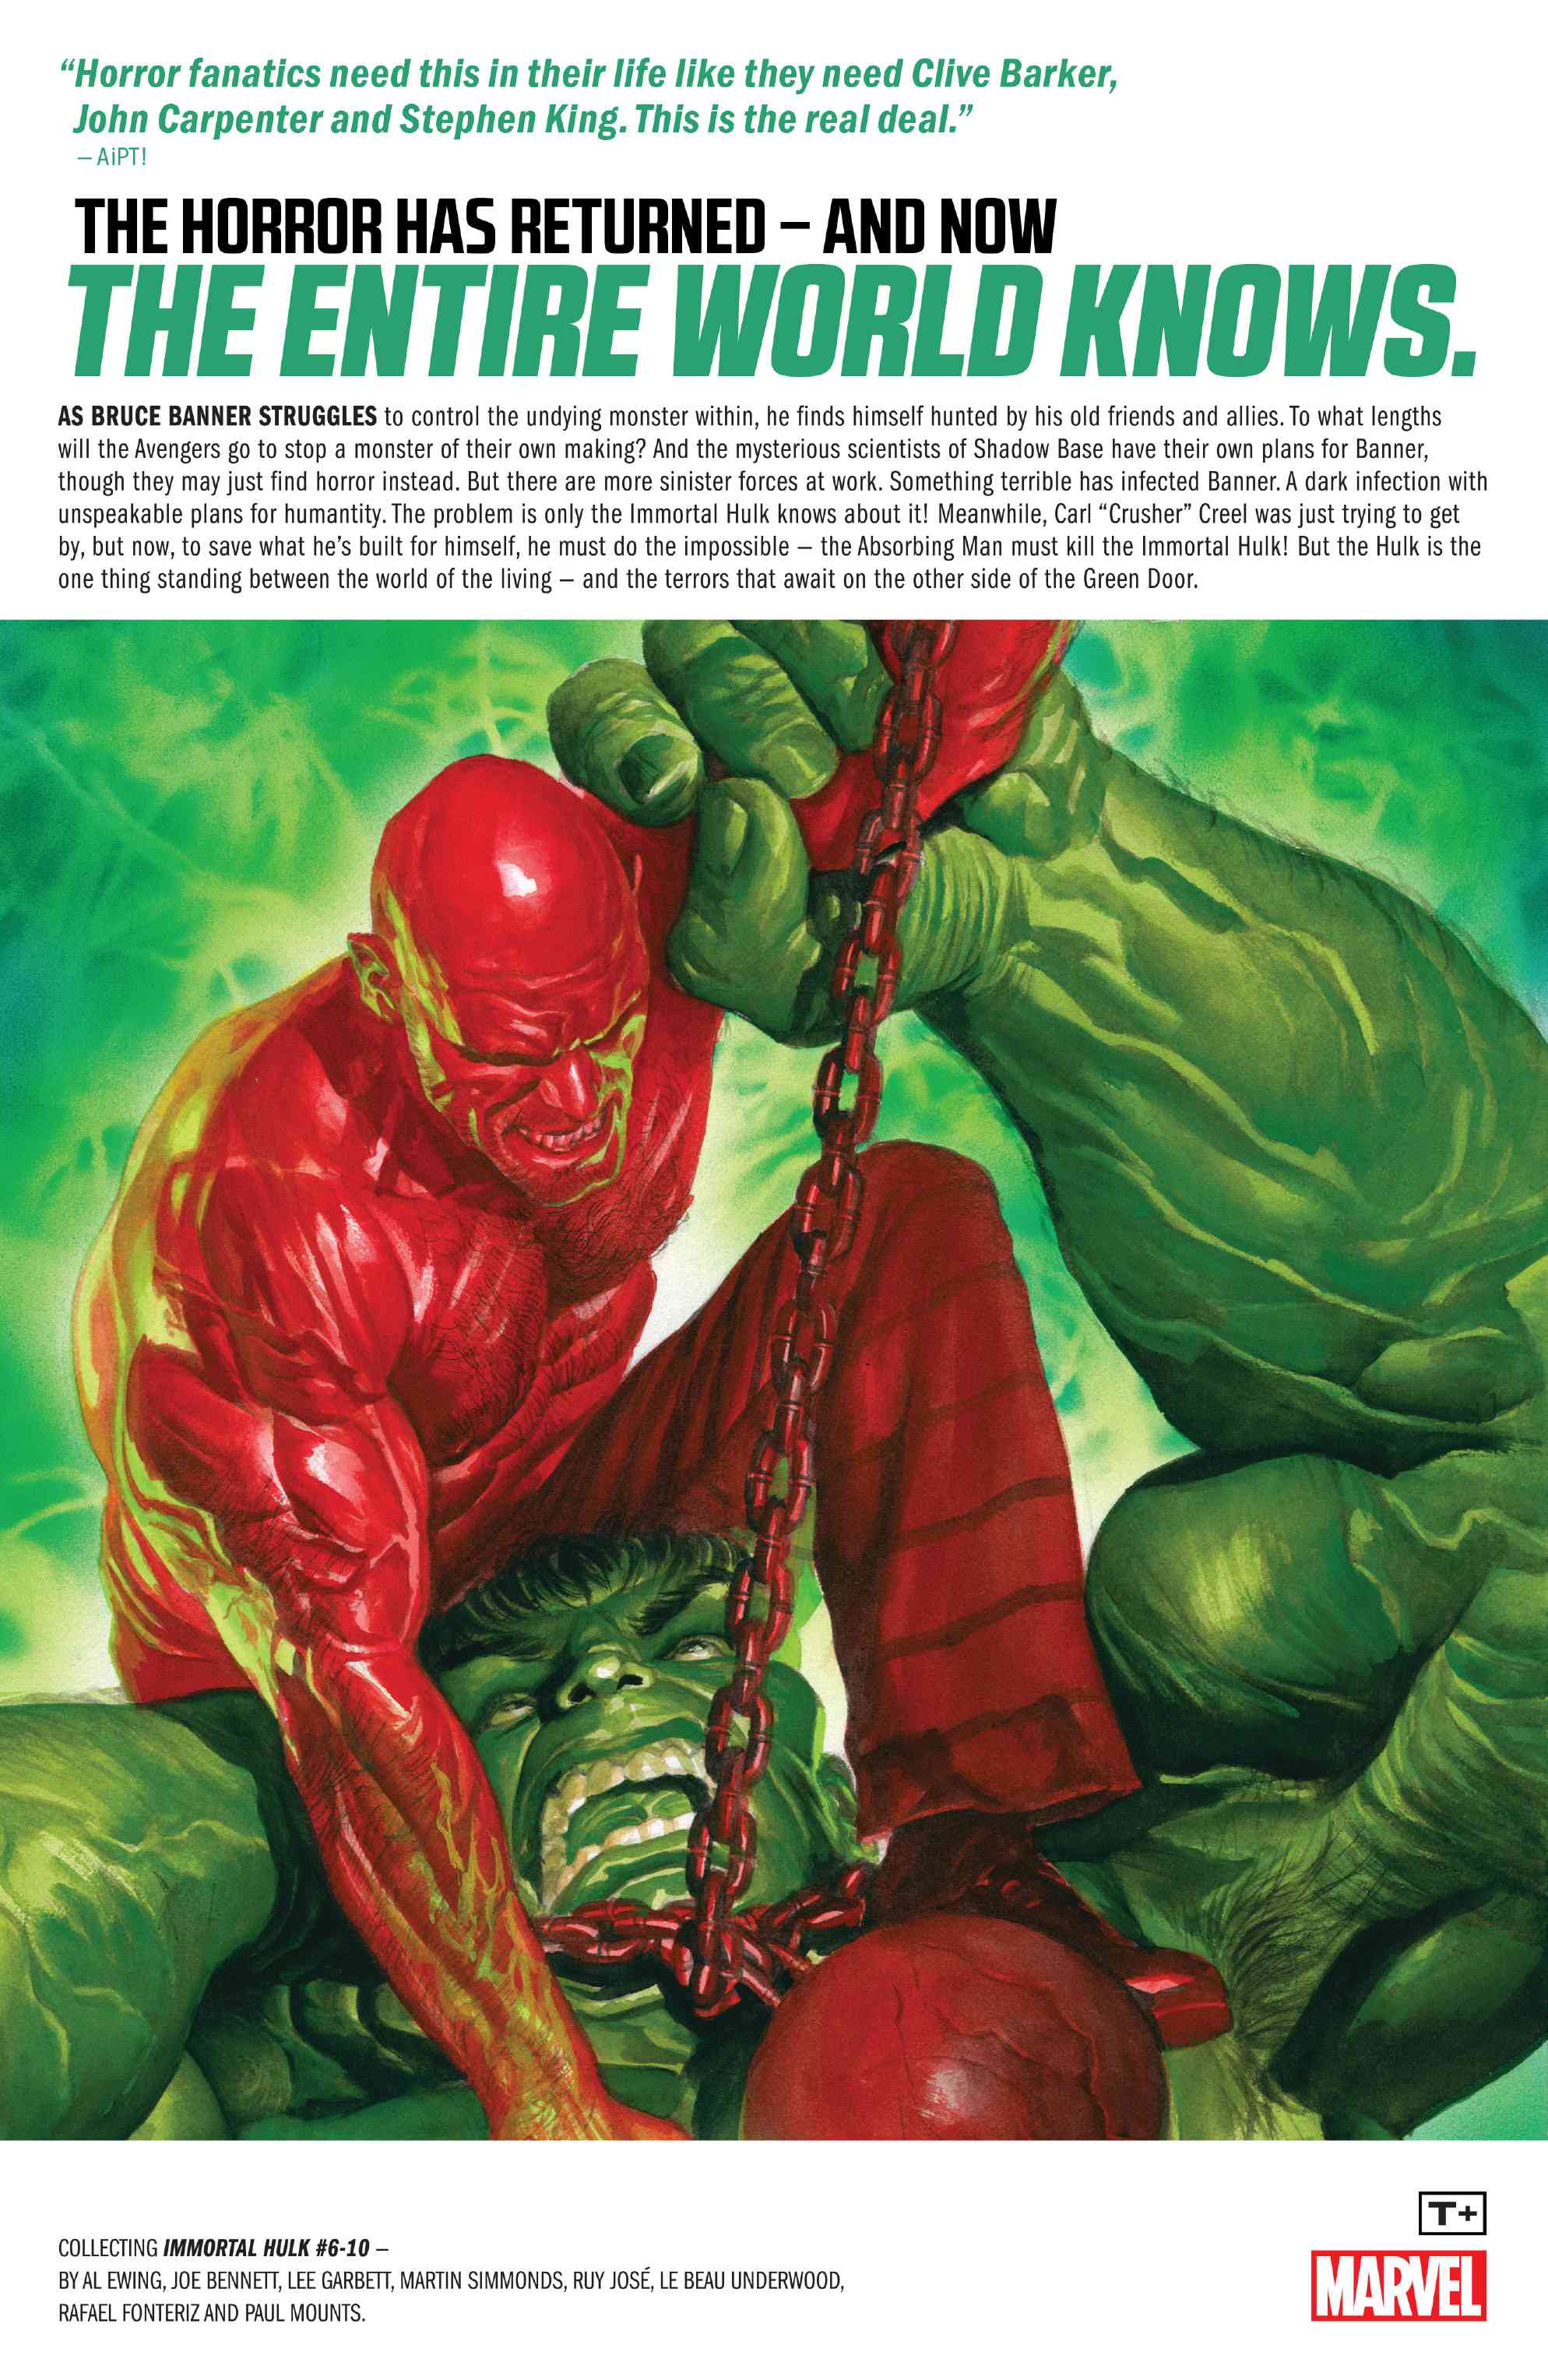 “Horror fanatics need this in their life like they need Clive Barker,
John Carpenter and Stephen King. This is the real deal.”
– AiPT!
THE HORROR HAS RETURNED – AND NOW
THE ENTIRE WORLD KNOWS.
AS BRUCE BANNER STRUGGLES to control the undying monster within, he finds himself hunted by his old friends and allies. To what lengths
will the Avengers go to stop a monster of their own making? And the mysterious scientists of Shadow Base have their own plans for Banner,
though they may just find horror instead. But there are more sinister forces at work. Something terrible has infected Banner. A dark infection with
unspeakable plans for humantity. The problem is only the Immortal Hulk knows about it! Meanwhile, Carl “Crusher” Creel was just trying to get
by, but now, to save what he’s built for himself, he must do the impossible – the Absorbing Man must kill the Immortal Hulk! But the Hulk is the
one thing standing between the world of the living – and the terrors that await on the other side of the Green Door.
COLLECTING IMMORTAL HULK #6-10 –
BY AL EWING, JOE BENNETT, LEE GARBETT, MARTIN SIMMONDS, RUY JOSÉ, LE BEAU UNDERWOOD,
RAFAEL FONTERIZ AND PAUL MOUNTS.
T+
MARVEL